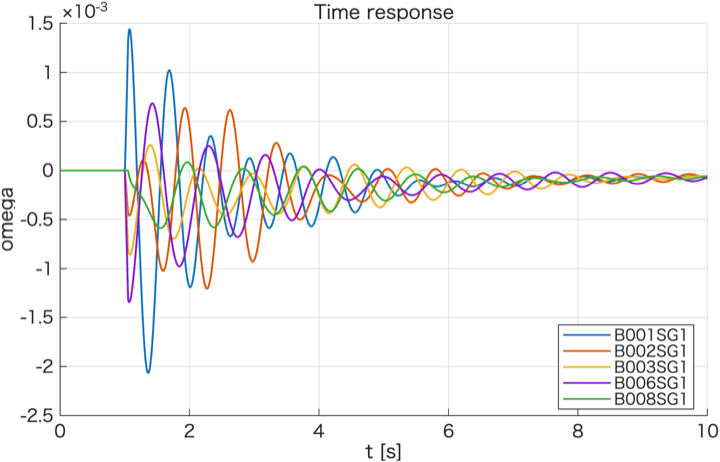 ×10⁻³
Time response
1.5
1
0.5
0
-0.5
-1
-1.5
-2
-2.5
omega
0
2
4
6
8
10
t [s]
B001SG1
B002SG1
B003SG1
B006SG1
B008SG1